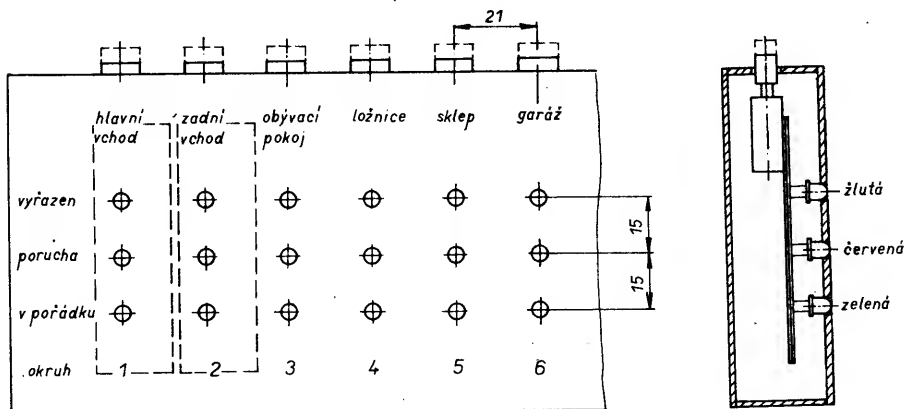 21
hlavní vchod
zadní vchod
obývací pokoj
ložnice
sklep
garáž
vyřazen
porucha
v pořádku
okruh 1 2 3 4 5 6
15
15
žlutá
červená
zelená